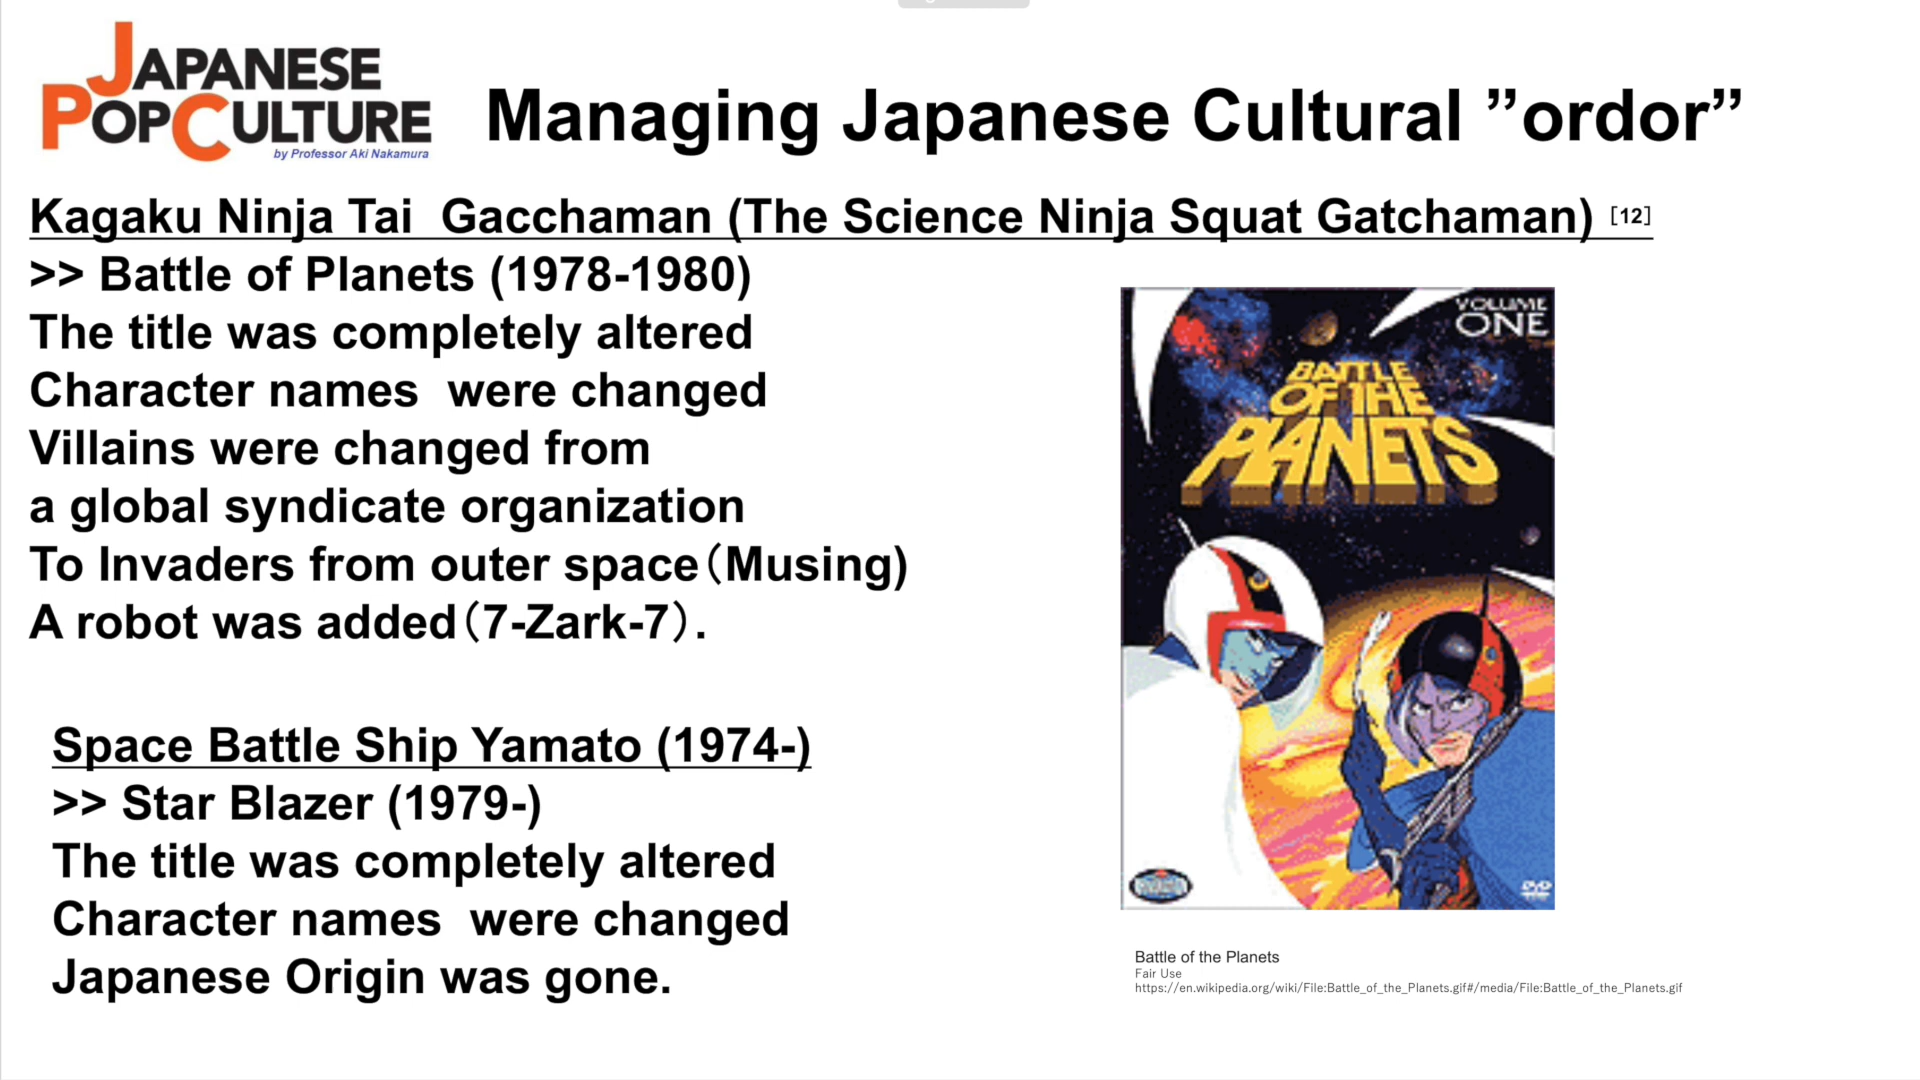 JAPANESE
POPCULTURE
by Professor Aki Nakamura
Managing Japanese Cultural ”ordor”
Kagaku Ninja Tai  Gacchaman (The Science Ninja Squat Gatchaman) [12]
>> Battle of Planets (1978-1980)
The title was completely altered
Character names  were changed
Villains were changed from
a global syndicate organization
To Invaders from outer space（Musing)
A robot was added（7-Zark-7）.
Space Battle Ship Yamato (1974-)
>> Star Blazer (1979-)
The title was completely altered
Character names  were changed
Japanese Origin was gone.
VOLUME
ONE
BATTLE
OF THE
PLANETS
DVD
Battle of the Planets
Fair Use
https://en.wikipedia.org/wiki/File:Battle_of_the_Planets.gif#/media/File:Battle_of_the_Planets.gif